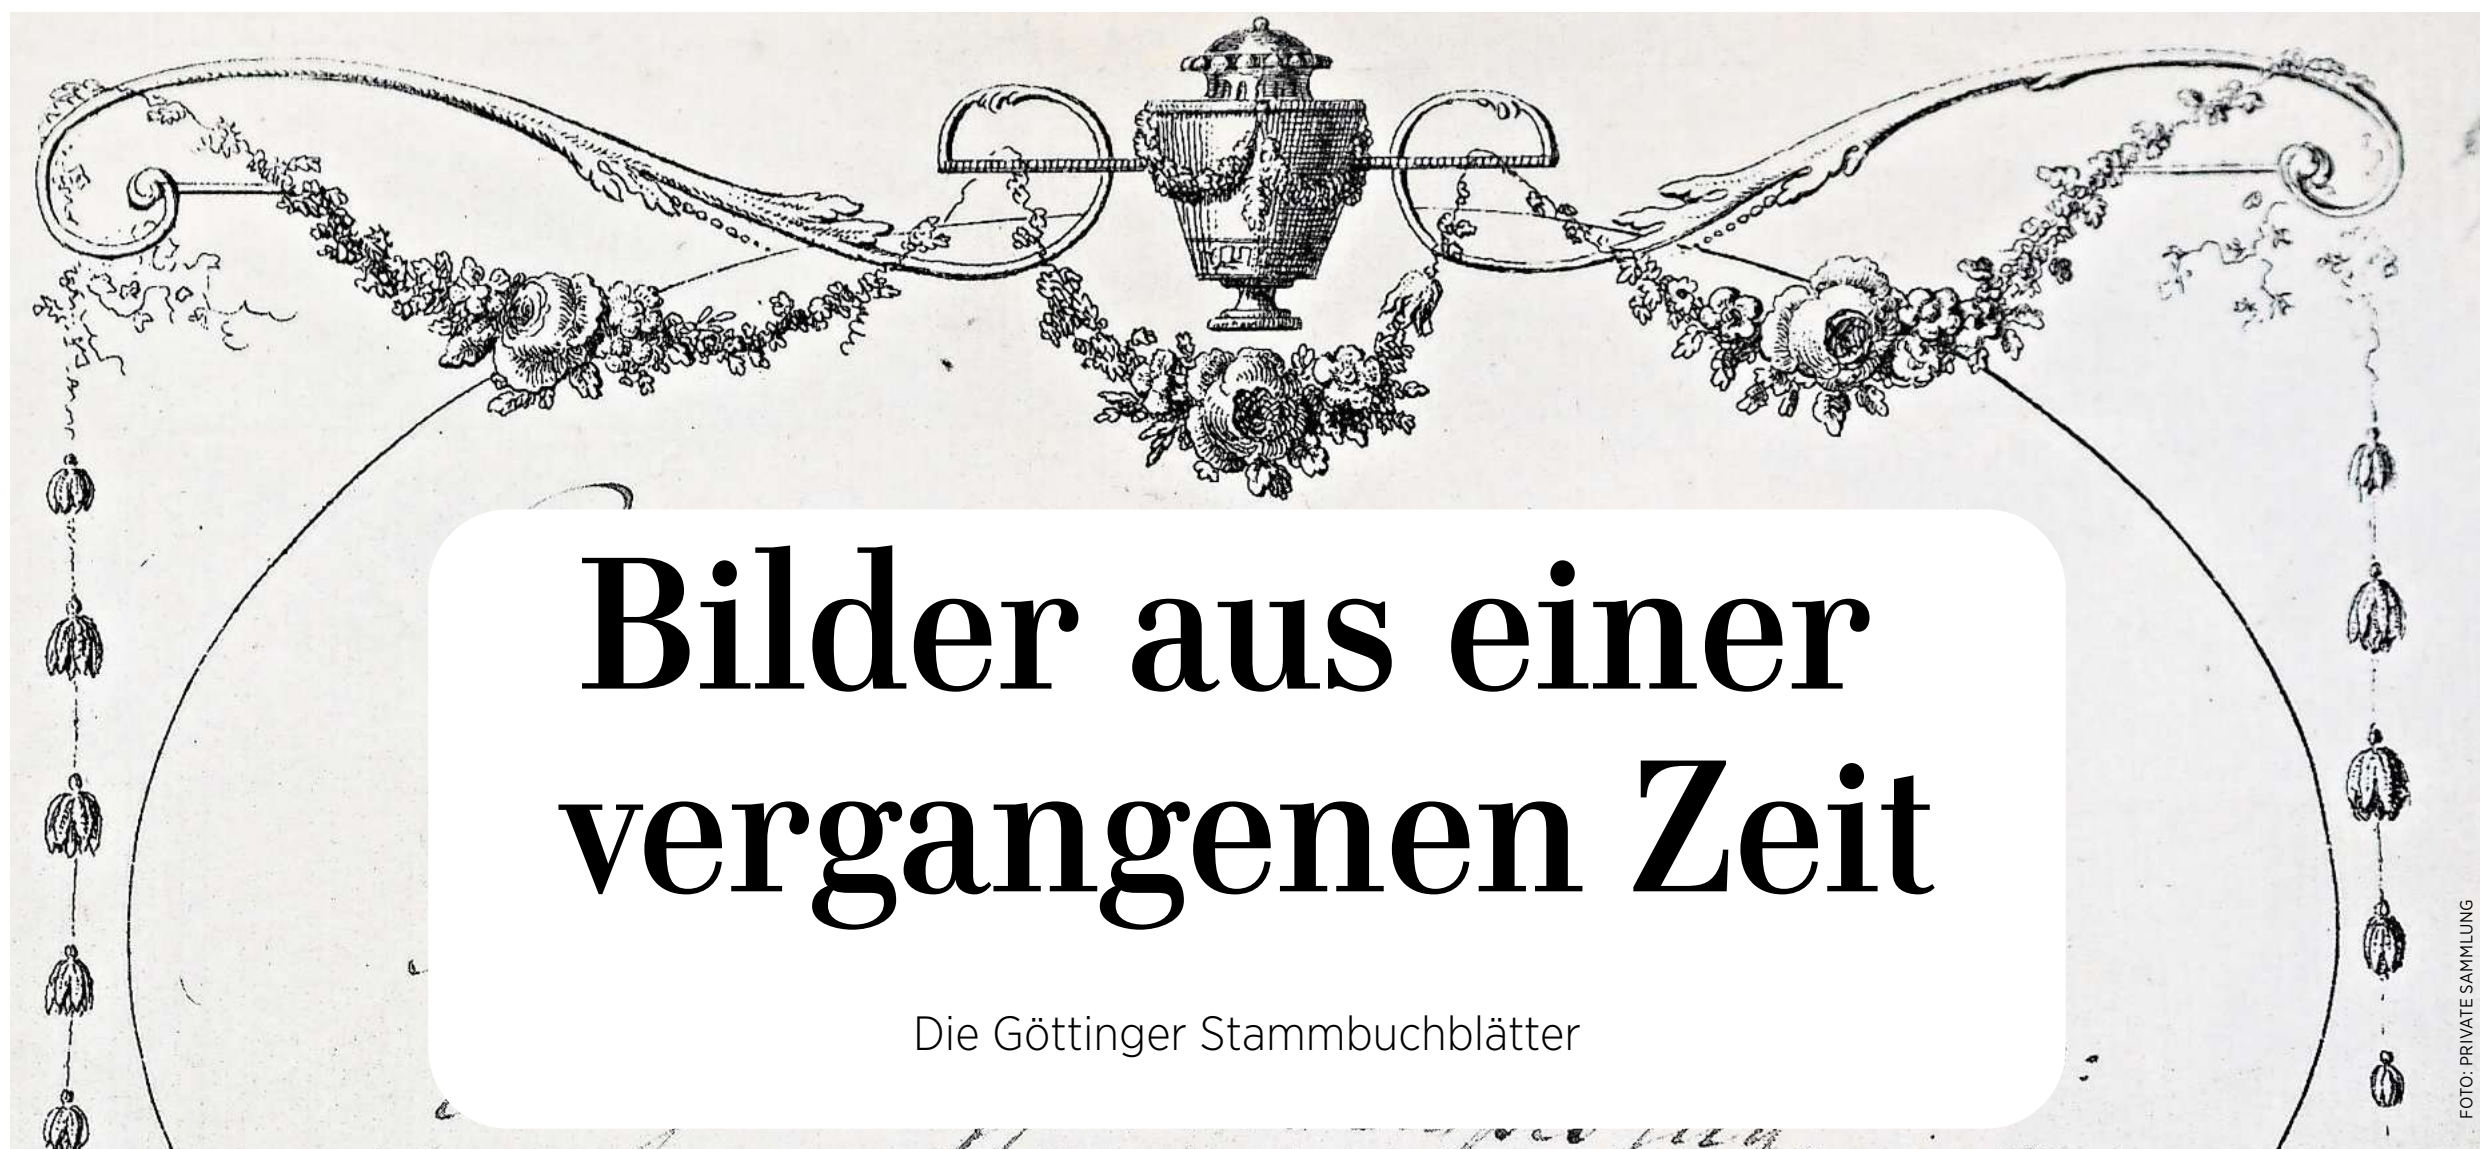 Bilder aus einer
vergangenen Zeit
Die Göttinger Stammbuchblätter
FOTO: PRIVATE SAMMLUNG